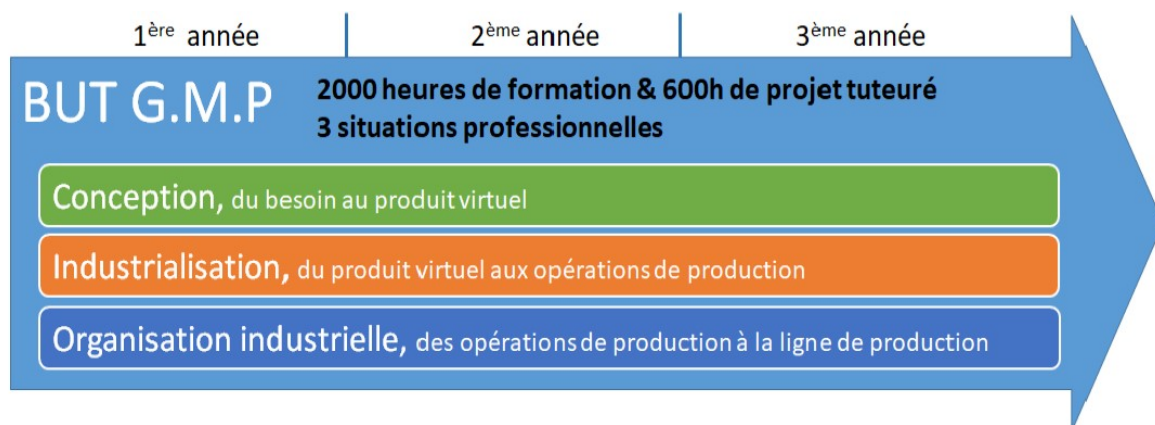 1ère année 2ème année 3ème année
BUT G.M.P
2000 heures de formation & 600h de projet tuteuré
3 situations professionnelles
Conception, du besoin au produit virtuel
Industrialisation, du produit virtuel aux opérations de production
Organisation industrielle, des opérations de production à la ligne de production